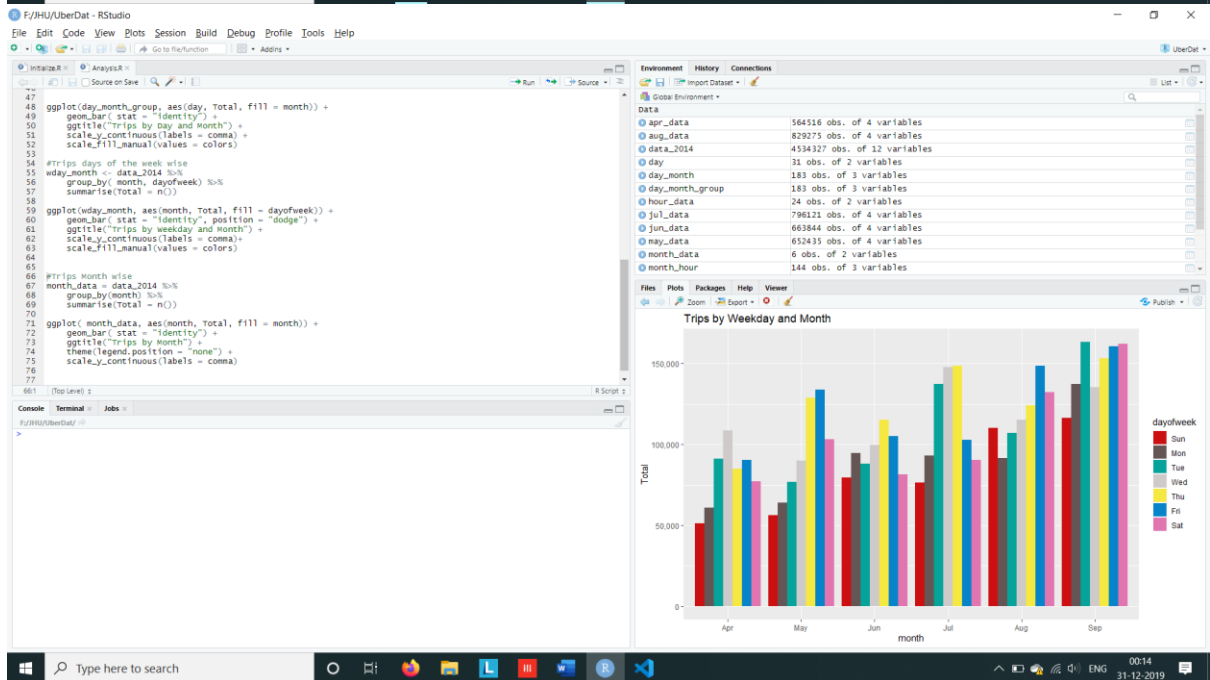 F:/JHU/UberDat - RStudio
File Edit Code View Plots Session Build Debug Profile Tools Help
Go to file/function Addins UberDat
Initialize.R Analysis.R
Source on Save Run Source
47
48 ggplot(day_month_group, aes(day, Total, fill = month)) +
49 geom_bar( stat = "identity") +
50 ggtitle("Trips by Day and Month") +
51 scale_y_continuous(labels = comma) +
52 scale_fill_manual(values = colors)
53
54 #Trips days of the week wise
55 wday_month <- data_2014 %>%
56 group_by( month, dayofweek) %>%
57 summarise(Total = n())
58
59 ggplot(wday_month, aes(month, Total, fill = dayofweek)) +
60 geom_bar( stat = "identity", position = "dodge") +
61 ggtitle("Trips by Weekday and Month") +
62 scale_y_continuous(labels = comma)+
63 scale_fill_manual(values = colors)
64
65
66 #Trips Month wise
67 month_data = data_2014 %>%
68 group_by(month) %>%
69 summarise(Total = n())
70
71 ggplot( month_data, aes(month, Total, fill = month)) +
72 geom_bar( stat = "identity") +
73 ggtitle("Trips by Month") +
74 theme(legend.position = "none") +
75 scale_y_continuous(labels = comma)
76
77
66:1 (Top Level) R Script
Console Terminal Jobs
F:/JHU/UberDat/
>
Environment History Connections
Import Dataset List
Global Environment
Data
apr_data 564516 obs. of 4 variables
aug_data 829275 obs. of 4 variables
data_2014 4534327 obs. of 12 variables
day 31 obs. of 2 variables
day_month 183 obs. of 3 variables
day_month_group 183 obs. of 3 variables
hour_data 24 obs. of 2 variables
jul_data 796121 obs. of 4 variables
jun_data 663844 obs. of 4 variables
may_data 652435 obs. of 4 variables
month_data 6 obs. of 2 variables
month_hour 144 obs. of 3 variables
Files Plots Packages Help Viewer
Zoom Export Publish
Trips by Weekday and Month
150,000
100,000
50,000
0
Total
Apr May Jun Jul Aug Sep
month
dayofweek
Sun
Mon
Tue
Wed
Thu
Fri
Sat
Type here to search
L
W
R
ENG
00:14
31-12-2019